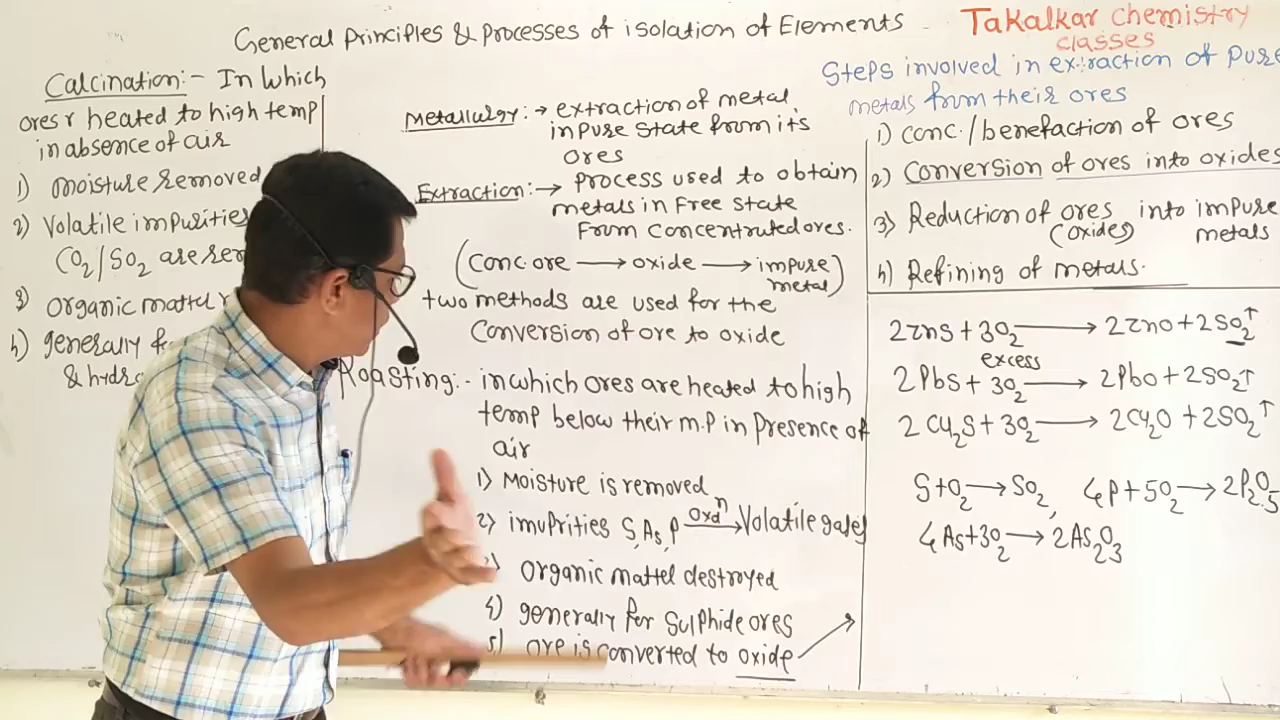 General Principles & Processes of isolation of Elements
Takalkar Chemistry
classes
Calcination:- In Which
ores r heated to high temp
in absence of air
1) moisture removed
2) Volatile impurities
CO2/SO2 are
3) organic mattel
4) generally
&
Metallurgy:→ extraction of metal
in pure state from its
ores
Extraction:→ Process used to obtain
metals in Free State
From concentruted ores.
(Conc. ore → oxide → impure
metal)
two methods are used for the
Conversion of ore to oxide
Roasting:- in which ores are heated to high
temp below their m.p in Presence of
air
1) Moisture is removed
2) imuprities S, As, P oxdn→ Volatile gases
3) organic mattel destroyed
4) generally for Sulphide ores
5) ore is converted to oxide
Steps involved in extraction of pure
metals from their ores
1) conc./benefaction of ores
2) Conversion of ores into oxides
3) Reduction of ores into impure
(oxides) metals
4) Refining of metals.
2ZnS + 3O2 → 2ZnO + 2SO2↑
excess
2PbS + 3O2 → 2PbO + 2SO2↑
2Cu2S + 3O2 → 2Cu2O + 2SO2↑
S+O2 → SO2, 4P+5O2 → 2P2O5
4As+3O2 → 2As2O3